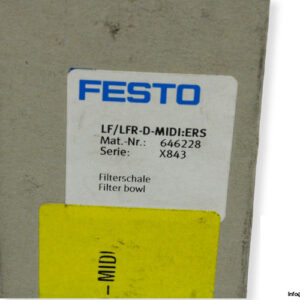 FESTO
LF/LFR-D-MIDI:ERS
Mat.-Nr.: 646228
Serie: X843
Filterschale
Filter bowl
- MIDI